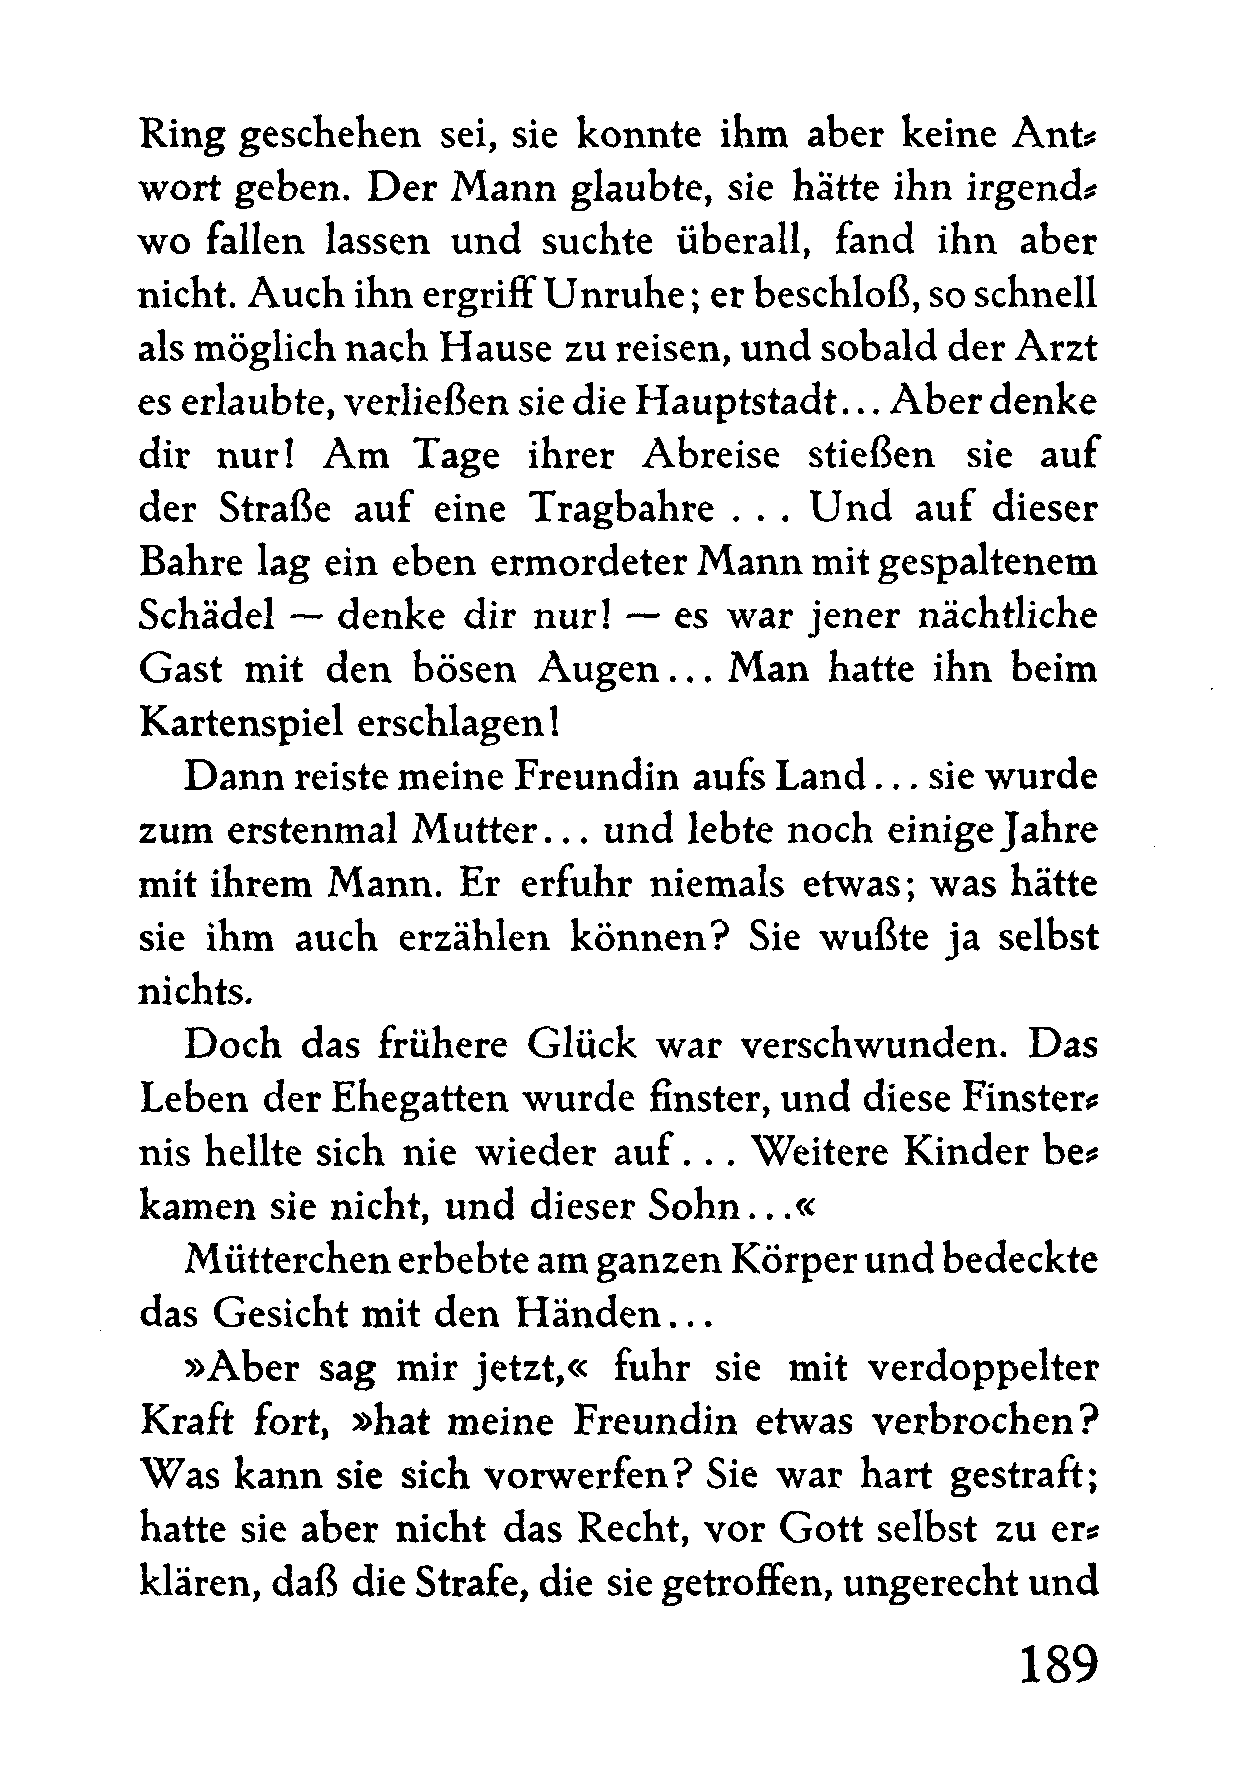 Ring geschehen sei, sie konnte ihm aber keine Ant⸗
wort geben. Der Mann glaubte, sie hätte ihn irgend⸗
wo fallen lassen und suchte überall, fand ihn aber
nicht. Auch ihn ergriff Unruhe; er beschloß, so schnell
als möglich nach Hause zu reisen, und sobald der Arzt
es erlaubte, verließen sie die Hauptstadt... Aber denke
dir nur! Am Tage ihrer Abreise stießen sie auf
der Straße auf eine Tragbahre . . . Und auf dieser
Bahre lag ein eben ermordeter Mann mit gespaltenem
Schädel — denke dir nur! — es war jener nächtliche
Gast mit den bösen Augen... Man hatte ihn beim
Kartenspiel erschlagen!
Dann reiste meine Freundin aufs Land... sie wurde
zum erstenmal Mutter... und lebte noch einige Jahre
mit ihrem Mann. Er erfuhr niemals etwas; was hätte
sie ihm auch erzählen können? Sie wußte ja selbst
nichts.
Doch das frühere Glück war verschwunden. Das
Leben der Ehegatten wurde finster, und diese Finster⸗
nis hellte sich nie wieder auf . . . Weitere Kinder be⸗
kamen sie nicht, und dieser Sohn...«
Mütterchen erbebte am ganzen Körper und bedeckte
das Gesicht mit den Händen...
»Aber sag mir jetzt,« fuhr sie mit verdoppelter
Kraft fort, »hat meine Freundin etwas verbrochen?
Was kann sie sich vorwerfen? Sie war hart gestraft;
hatte sie aber nicht das Recht, vor Gott selbst zu er⸗
klären, daß die Strafe, die sie getroffen, ungerecht und
189